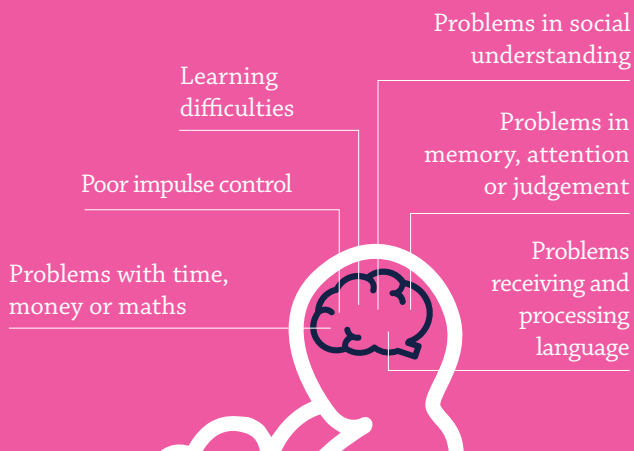 Problems in social
understanding
Learning
difficulties
Problems in
memory, attention
or judgement
Poor impulse control
Problems
receiving and
processing
language
Problems with time,
money or maths